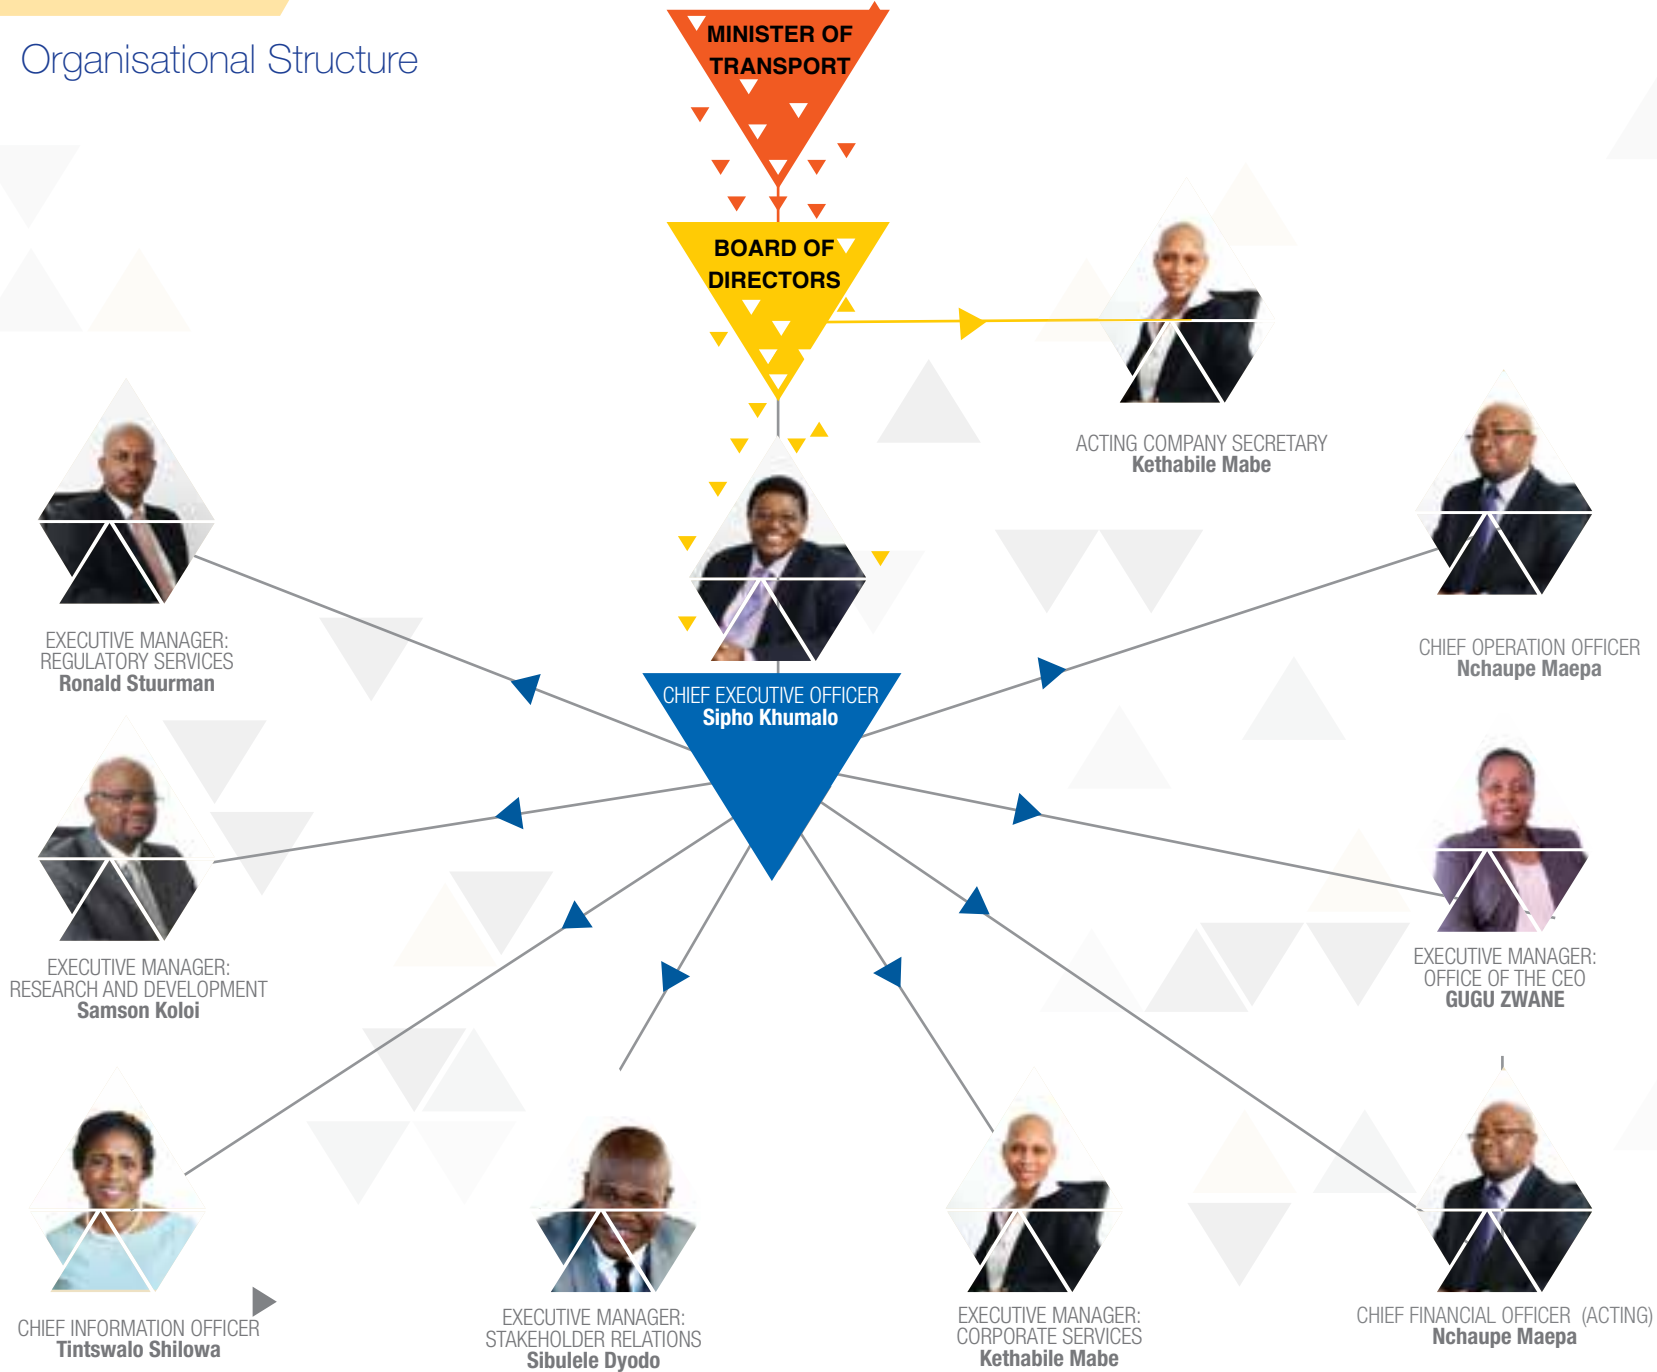 Organisational Structure
MINISTER OF
TRANSPORT
BOARD OF
DIRECTORS
ACTING COMPANY SECRETARY
Kethabile Mabe
EXECUTIVE MANAGER:
REGULATORY SERVICES
Ronald Stuurman
CHIEF OPERATION OFFICER
Nchaupe Maepa
CHIEF EXECUTIVE OFFICER
Sipho Khumalo
EXECUTIVE MANAGER:
RESEARCH AND DEVELOPMENT
Samson Koloi
EXECUTIVE MANAGER:
OFFICE OF THE CEO
GUGU ZWANE
CHIEF INFORMATION OFFICER
Tintswalo Shilowa
EXECUTIVE MANAGER:
STAKEHOLDER RELATIONS
Sibulele Dyodo
EXECUTIVE MANAGER:
CORPORATE SERVICES
Kethabile Mabe
CHIEF FINANCIAL OFFICER (ACTING)
Nchaupe Maepa